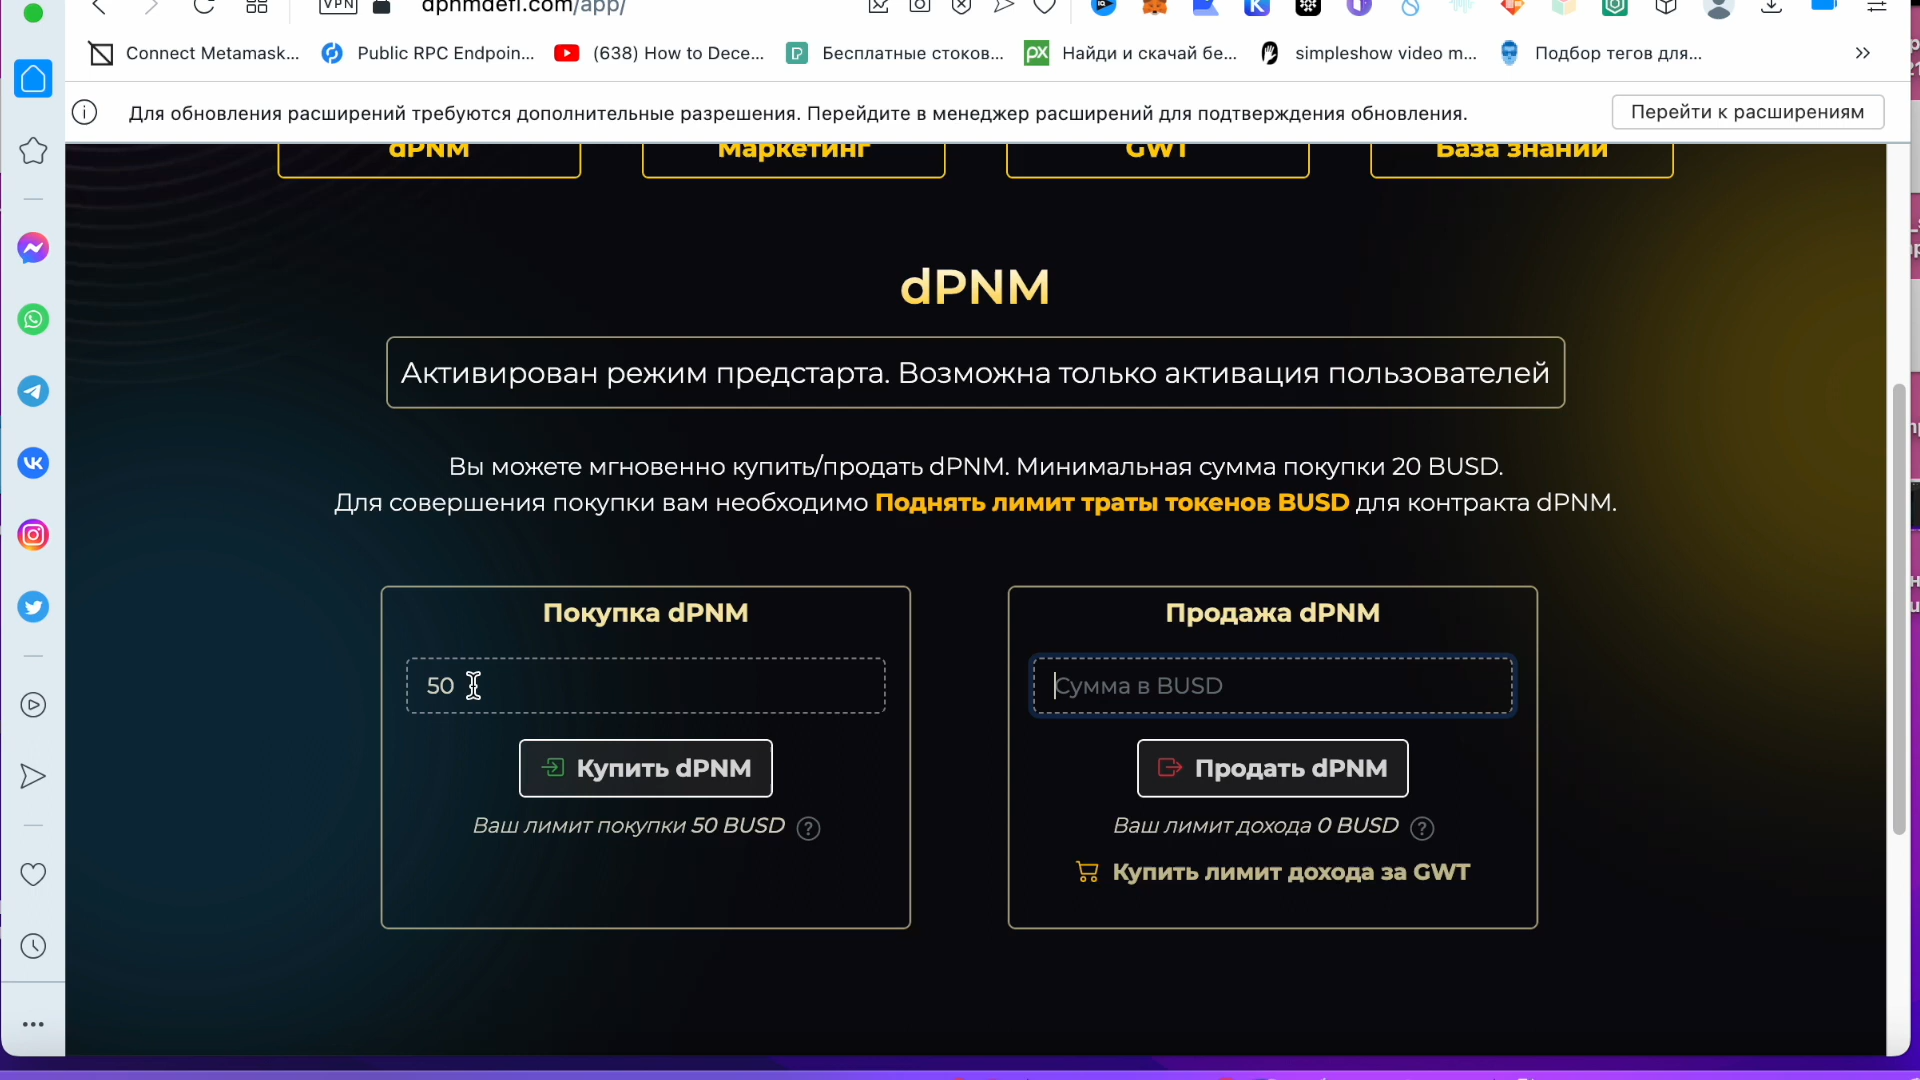 VPN
dpnmdefi.com/app/
Connect Metamask...
Public RPC Endpoin...
(638) How to Dece...
Бесплатные стоков...
Найди и скачай бе...
simpleshow video m...
Подбор тегов для...
Для обновления расширений требуются дополнительные разрешения. Перейдите в менеджер расширений для подтверждения обновления.
Перейти к расширениям
dPNM
Маркетинг
GWT
База знаний
dPNM
Активирован режим предстарта. Возможна только активация пользователей
Вы можете мгновенно купить/продать dPNM. Минимальная сумма покупки 20 BUSD.
Для совершения покупки вам необходимо Поднять лимит траты токенов BUSD для контракта dPNM.
Покупка dPNM
50
Купить dPNM
Ваш лимит покупки 50 BUSD
Продажа dPNM
Сумма в BUSD
Продать dPNM
Ваш лимит дохода 0 BUSD
Купить лимит дохода за GWT